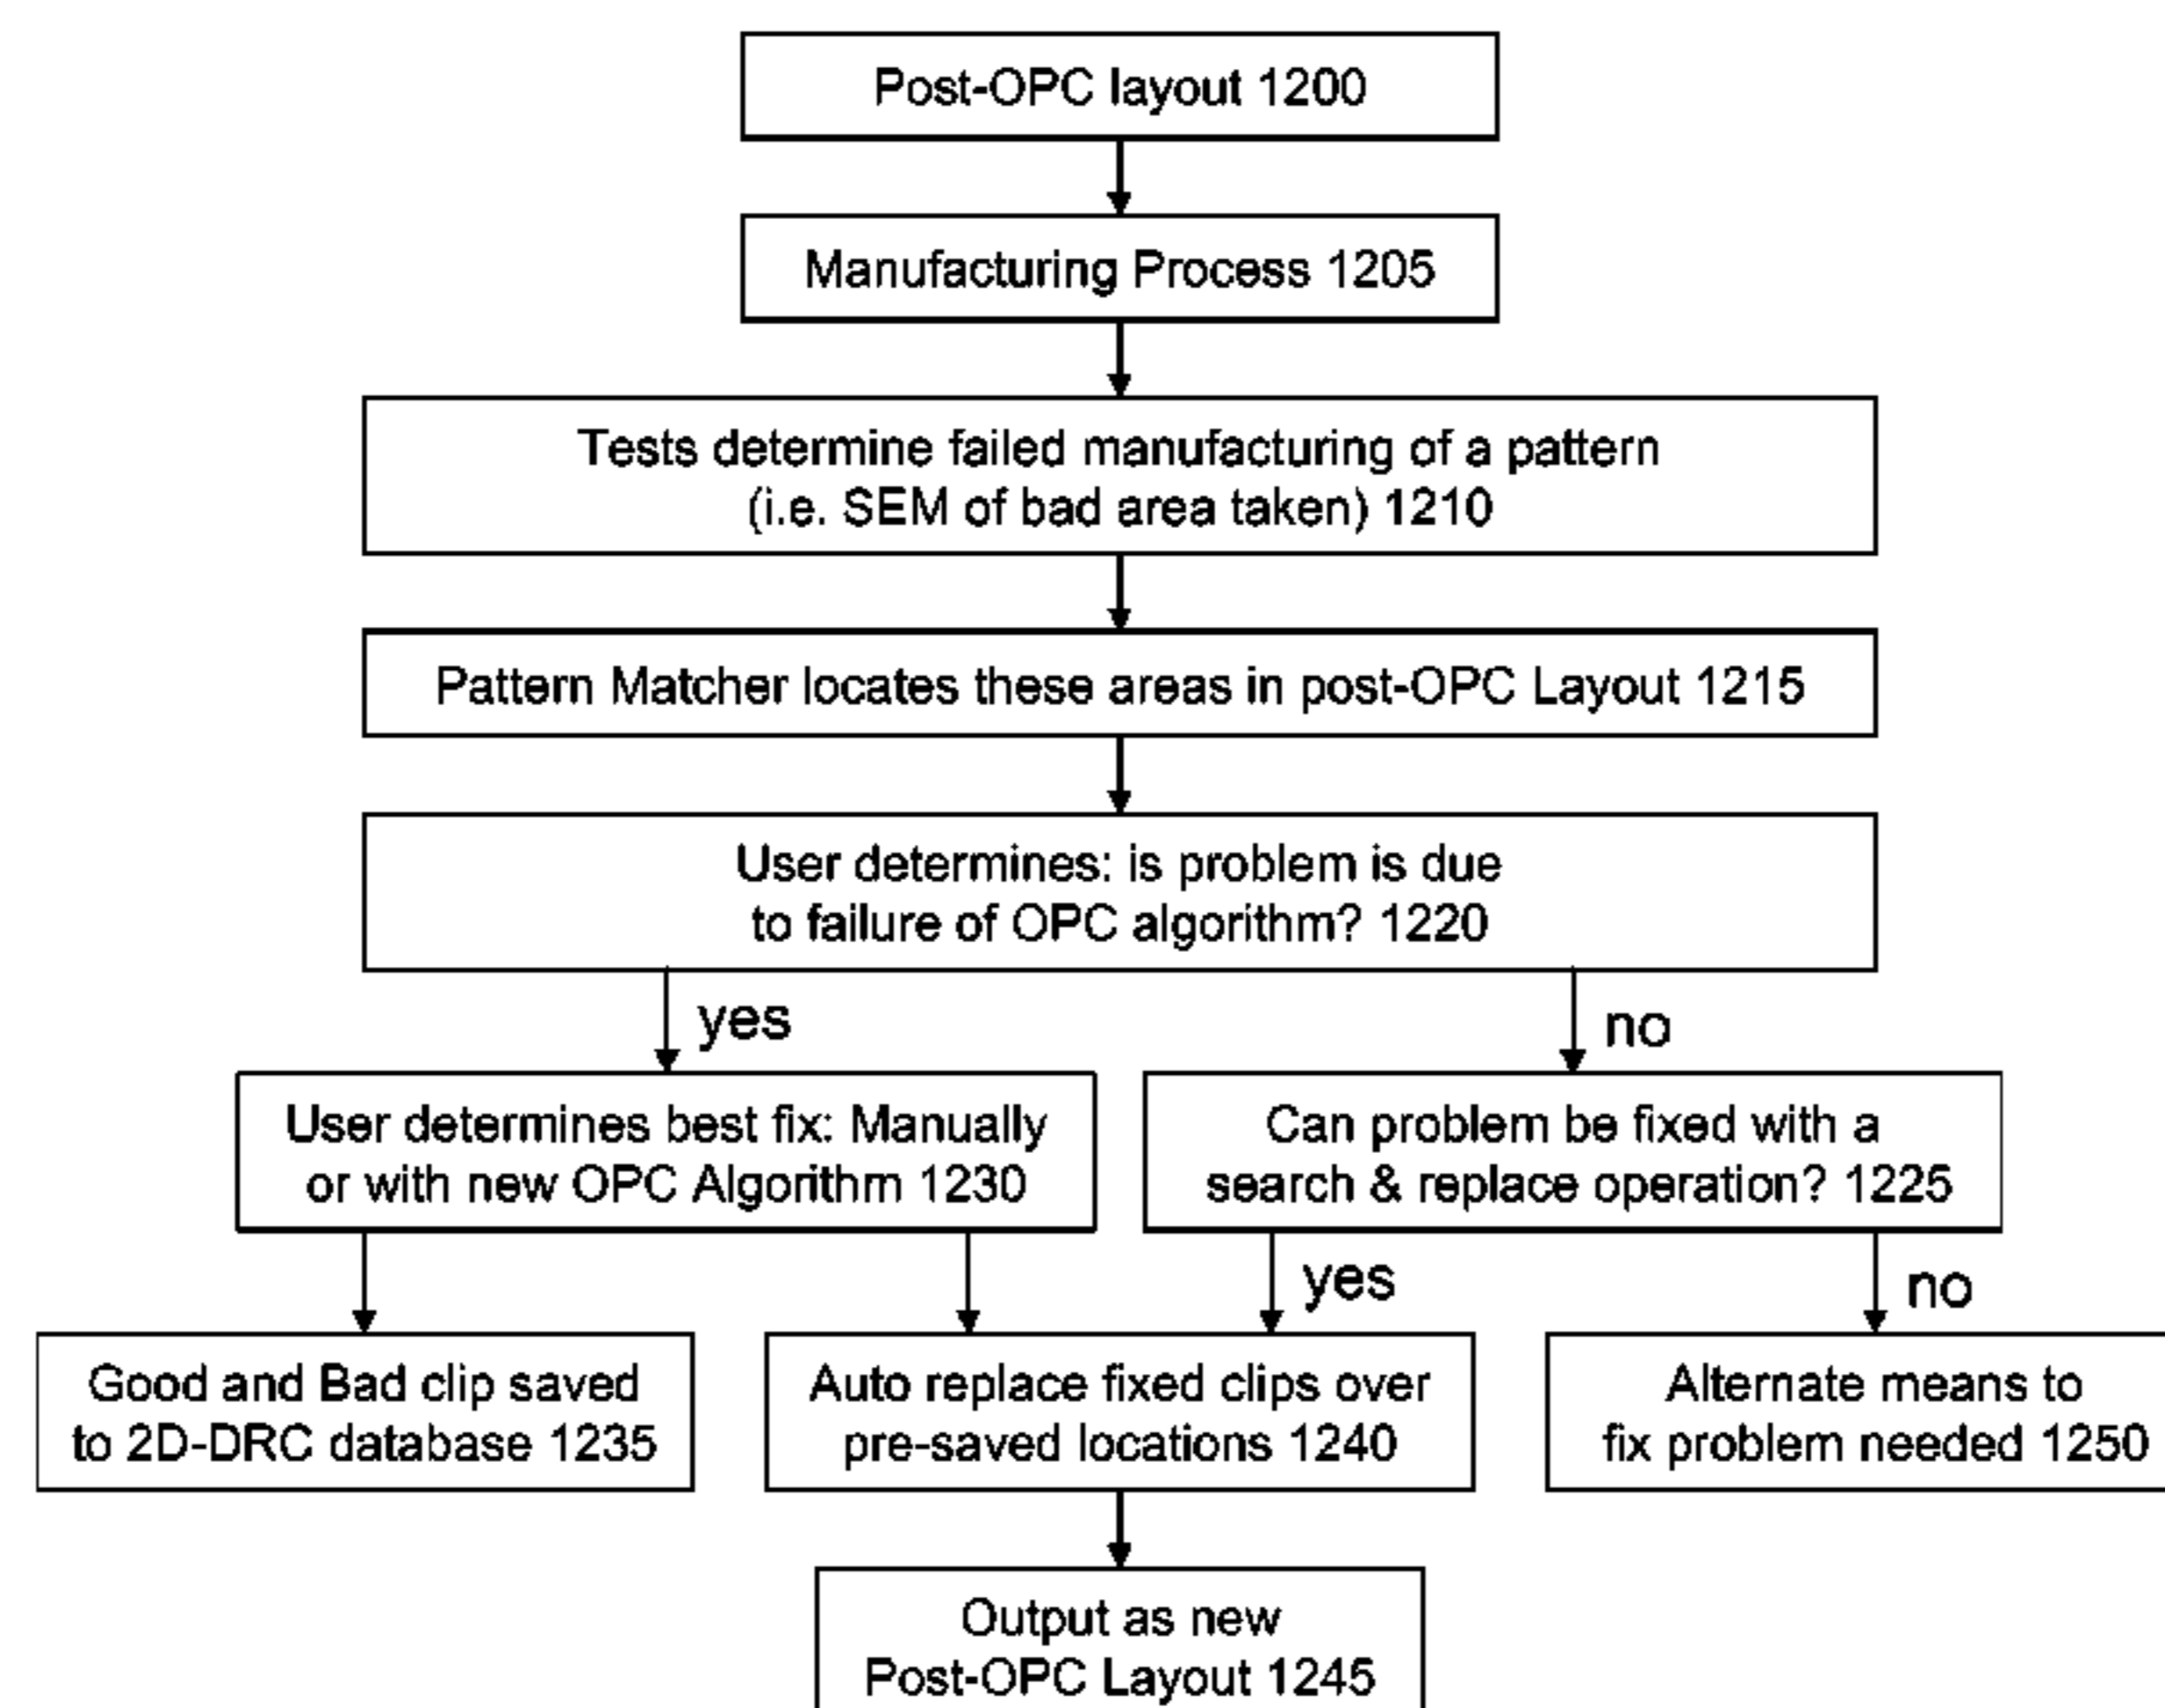 Post-OPC layout 1200
Manufacturing Process 1205
Tests determine failed manufacturing of a pattern
(i.e. SEM of bad area taken) 1210
Pattern Matcher locates these areas in post-OPC Layout 1215
User determines: is problem is due
to failure of OPC algorithm? 1220
yes
no
User determines best fix: Manually
or with new OPC Algorithm 1230
Can problem be fixed with a
search & replace operation? 1225
yes
no
Good and Bad clip saved
to 2D-DRC database 1235
Auto replace fixed clips over
pre-saved locations 1240
Alternate means to
fix problem needed 1250
Output as new
Post-OPC Layout 1245